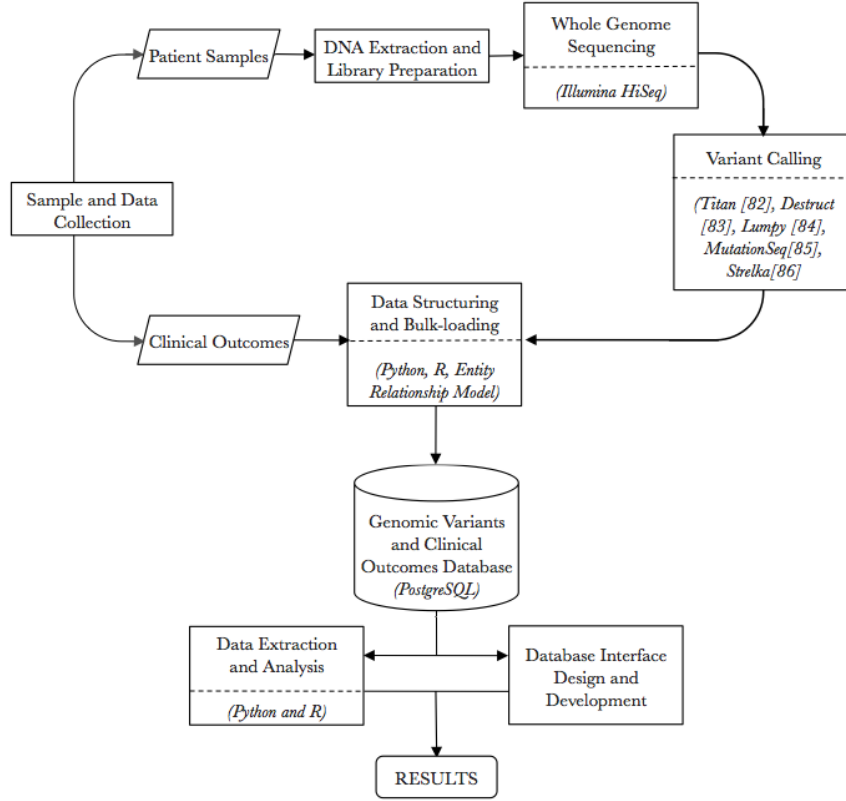 Patient Samples
DNA Extraction and
Library Preparation
Whole Genome
Sequencing
(Illumina HiSeq)
Variant Calling
(Titan [82], Destruct
[83], Lumpy [84],
MutationSeq[85],
Strelka[86]
Sample and Data
Collection
Clinical Outcomes
Data Structuring
and Bulk-loading
(Python, R, Entity
Relationship Model)
Genomic Variants
and Clinical
Outcomes Database
(PostgreSQL)
Data Extraction
and Analysis
(Python and R)
Database Interface
Design and
Development
RESULTS